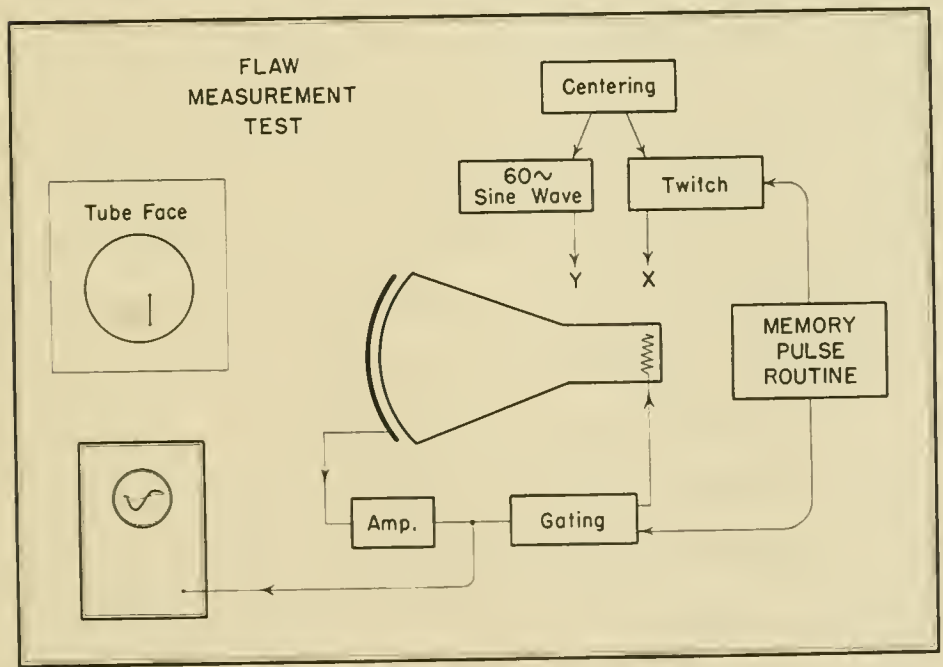 FLAW
MEASUREMENT
TEST
Centering
60~
Sine Wave
Twitch
Tube Face
Y
X
MEMORY
PULSE
ROUTINE
Amp.
Gating